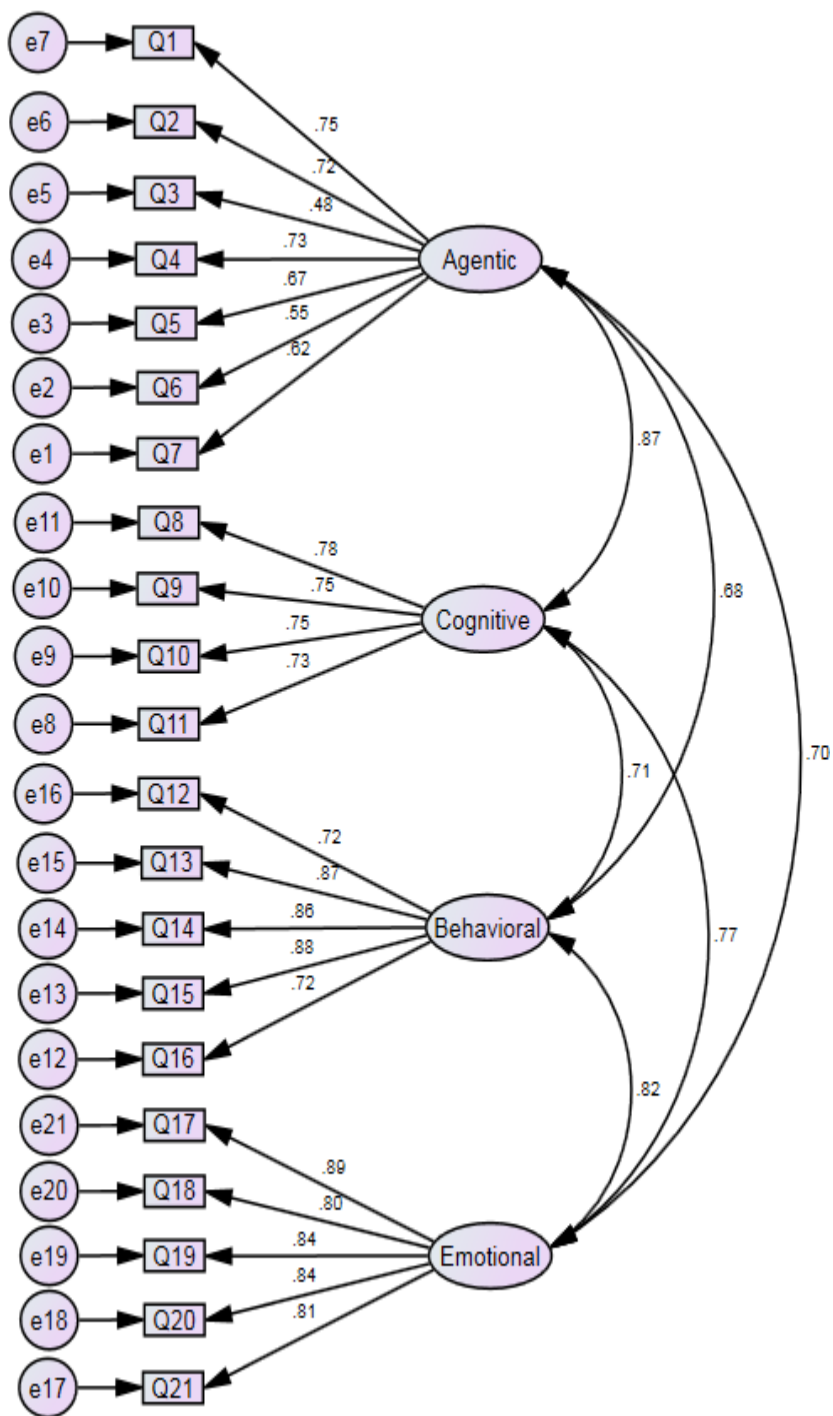 e7 Q1
.75
e6 Q2
.72
e5 Q3
.48
e4 Q4
.73
Agentic
e3 Q5
.67
.55
e2 Q6
.62
e1 Q7
.87
e11 Q8
.78
e10 Q9
.75
.68
Cognitive
e9 Q10
.75
.73
e8 Q11
.70
.71
e16 Q12
.72
e15 Q13
.87
e14 Q14
.86
Behavioral
.77
e13 Q15
.88
.72
e12 Q16
.82
e21 Q17
.89
e20 Q18
.80
e19 Q19
.84
Emotional
e18 Q20
.84
.81
e17 Q21